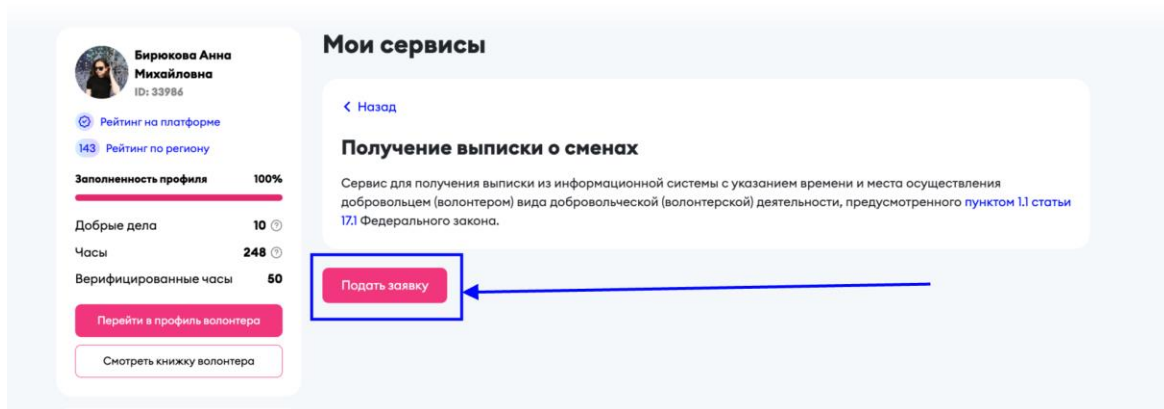 Бирюкова Анна
Михайловна
ID: 33986
Рейтинг на платформе
143 Рейтинг по региону
Заполненность профиля 100%
Добрые дела 10
Часы 248
Верифицированные часы 50
Перейти в профиль волонтера
Смотреть книжку волонтера
Мои сервисы
Назад
Получение выписки о сменах
Сервис для получения выписки из информационной системы с указанием времени и места осуществления
добровольцем (волонтером) вида добровольческой (волонтерской) деятельности, предусмотренного пунктом 1.1 статьи
17.1 Федерального закона.
Подать заявку